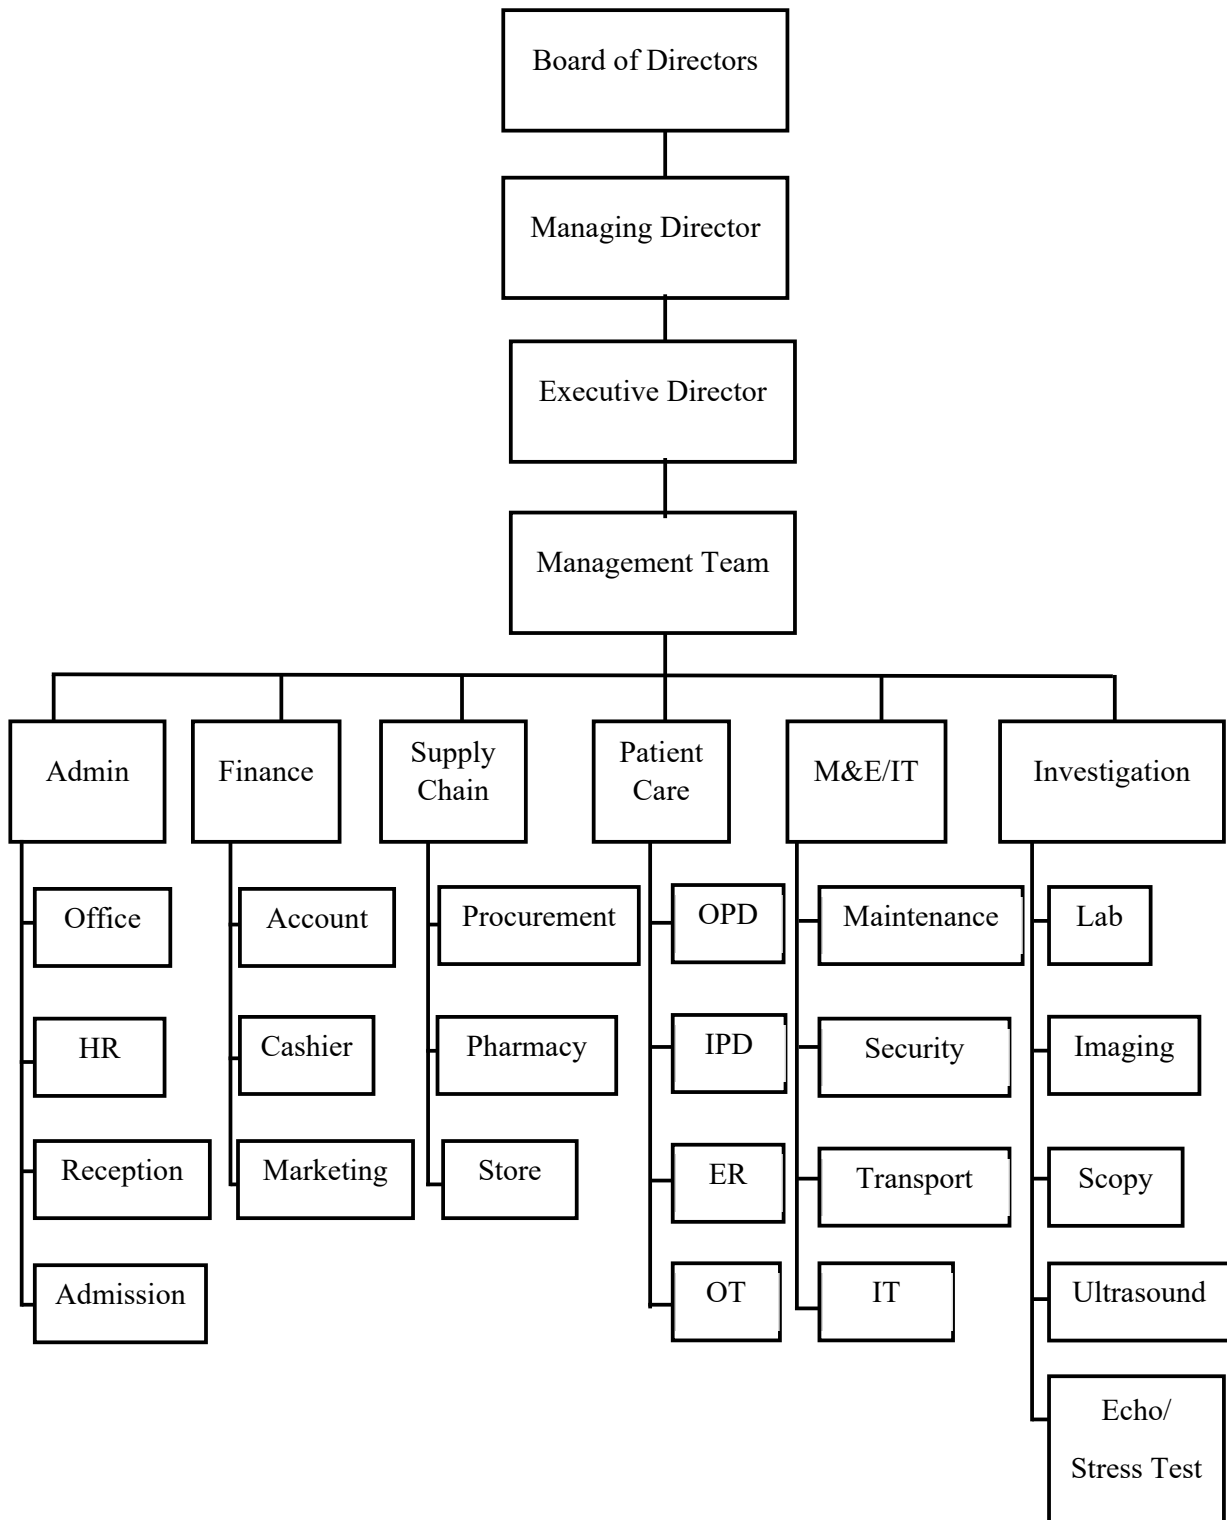 Board of Directors
Managing Director
Executive Director
Management Team
Admin
Finance
Supply
Chain
Patient
Care
M&E/IT
Investigation
Office
Account
Procurement
OPD
Maintenance
Lab
HR
Cashier
Pharmacy
IPD
Security
Imaging
Reception
Marketing
Store
ER
Transport
Scopy
Admission
OT
IT
Ultrasound
Echo/
Stress Test